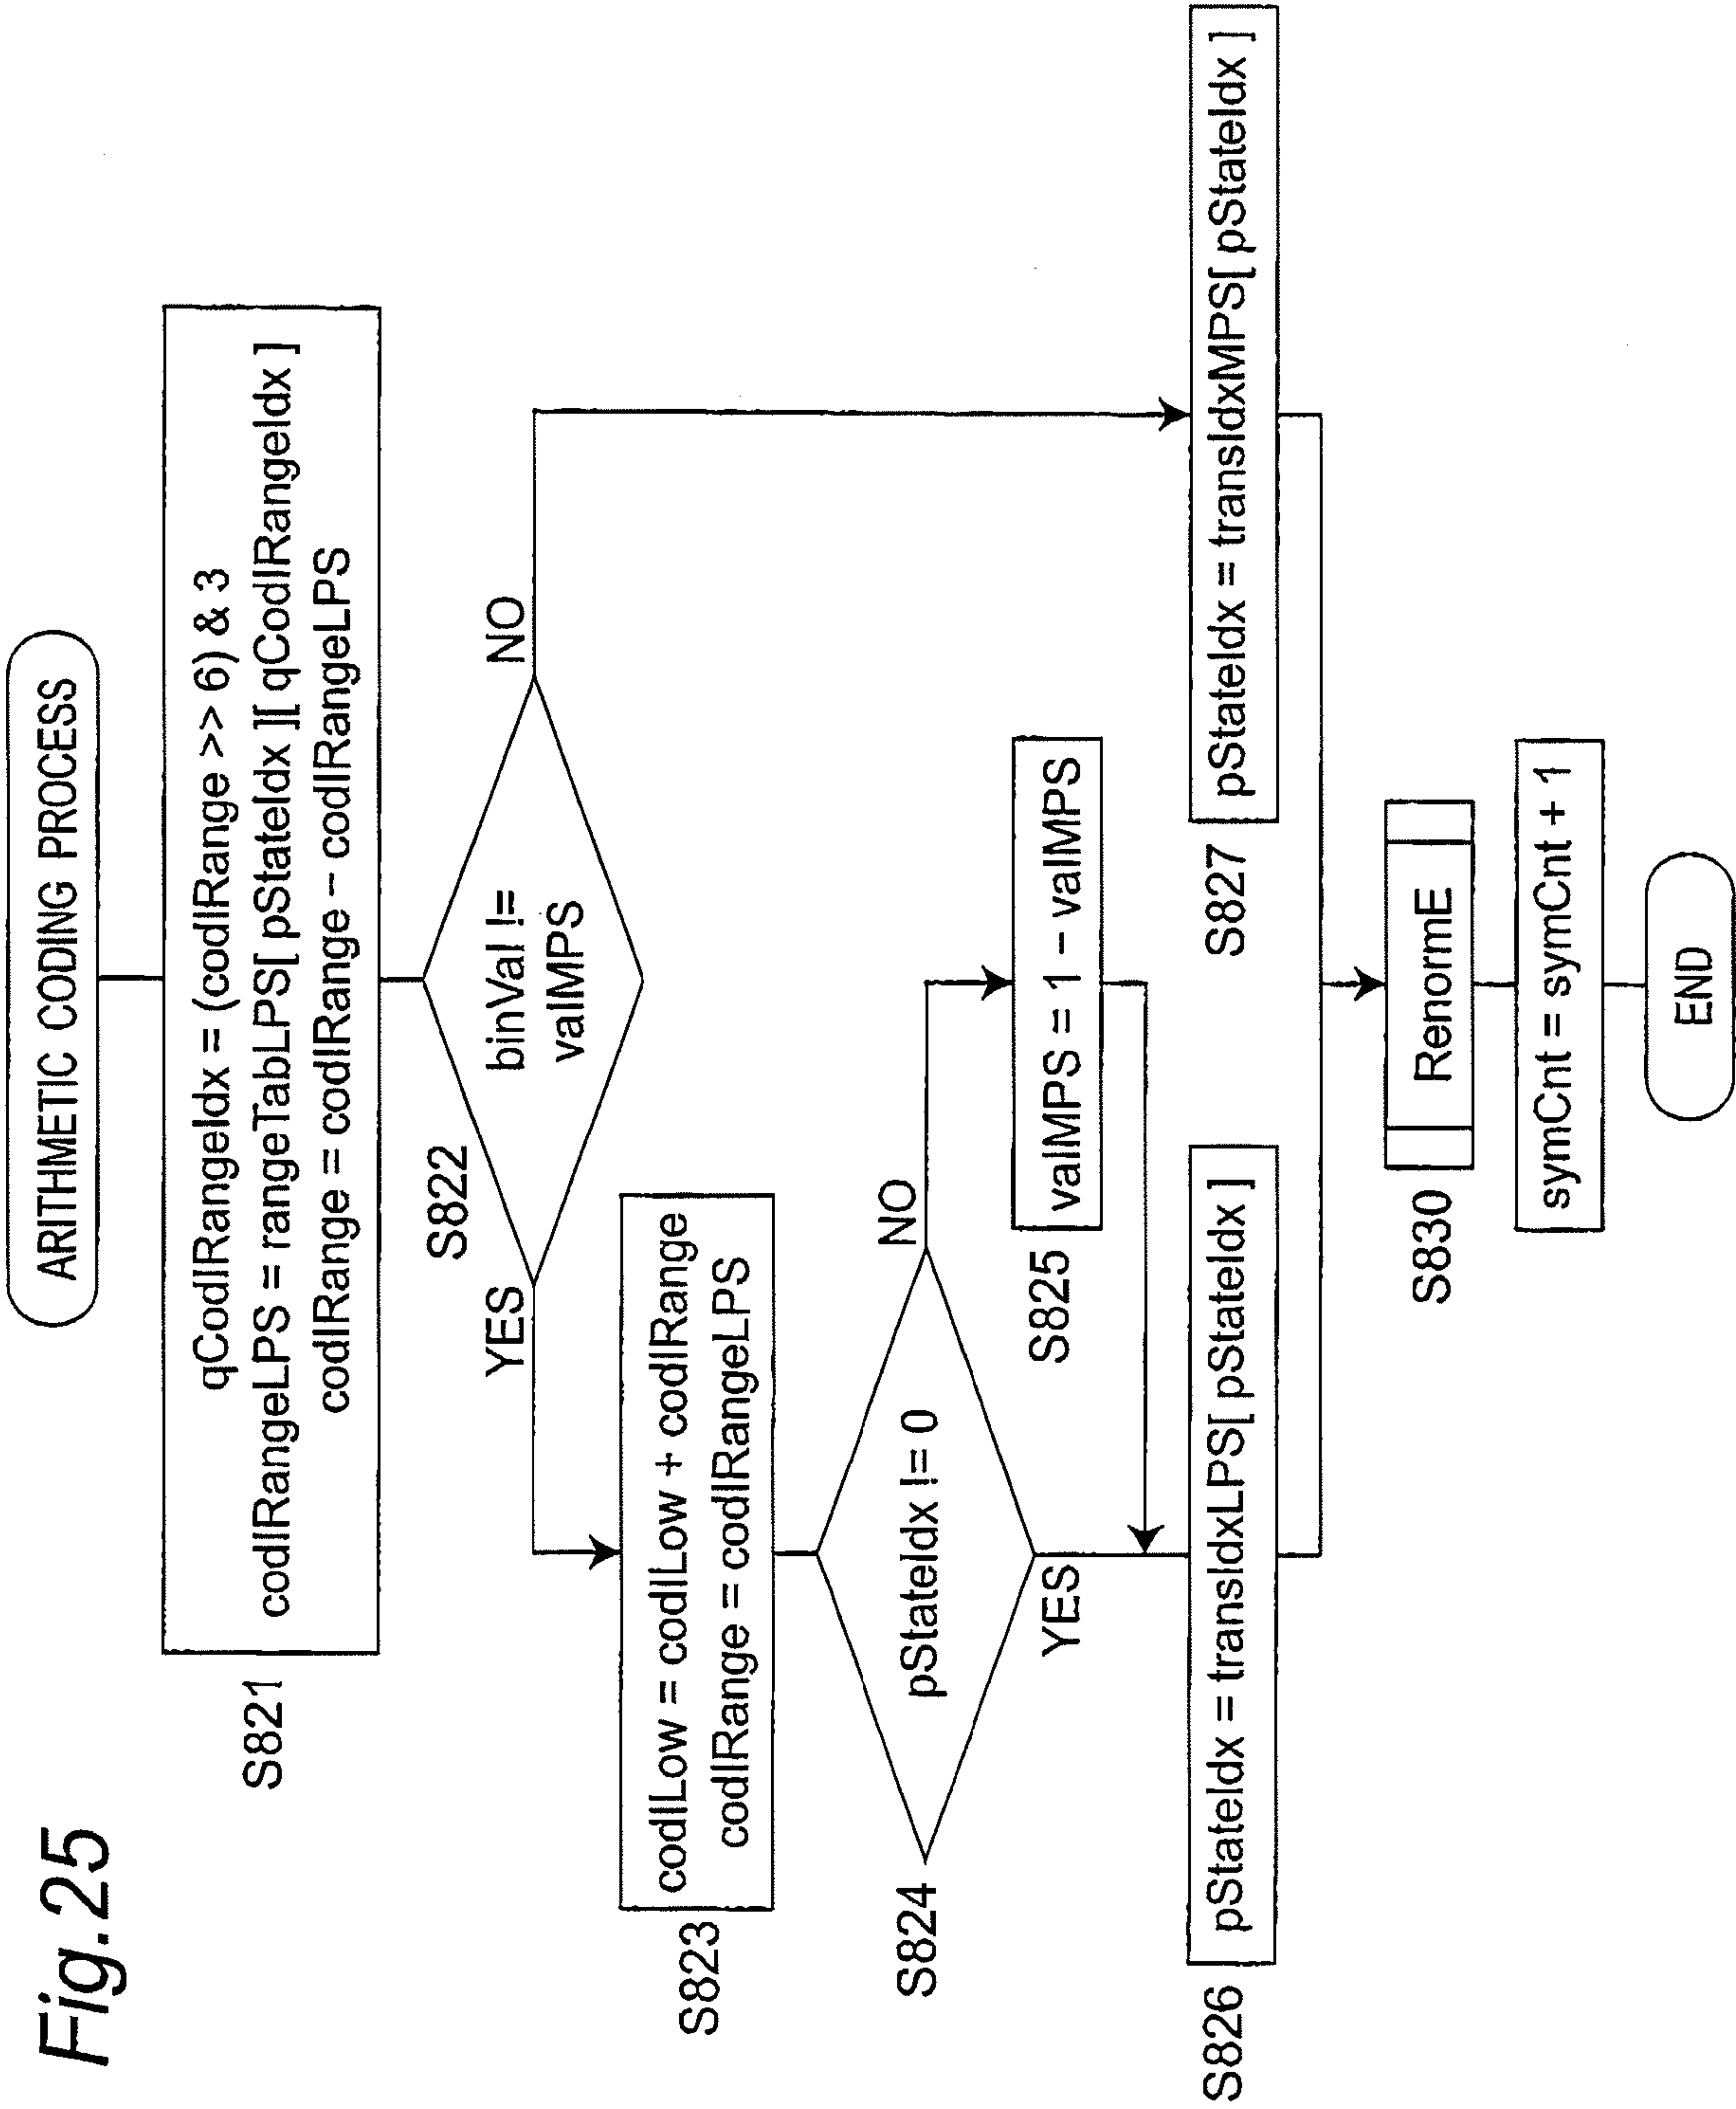 Fig.25
ARITHMETIC CODING PROCESS
S821
qCodIRangeIdx = (codIRange >> 6) & 3
codIRangeLPS = rangeTabLPS[ pStateIdx ][ qCodIRangeIdx ]
codIRange = codIRange – codIRangeLPS
S822
binVal !=
valMPS
YES
NO
S823
codILow = codILow + codIRange
codIRange = codIRangeLPS
S824
pStateIdx != 0
NO
YES
S825
valMPS = 1 – valMPS
S826
pStateIdx = transIdxLPS[ pStateIdx ]
S827
pStateIdx = transIdxMPS[ pStateIdx ]
S830
RenormE
symCnt = symCnt + 1
END